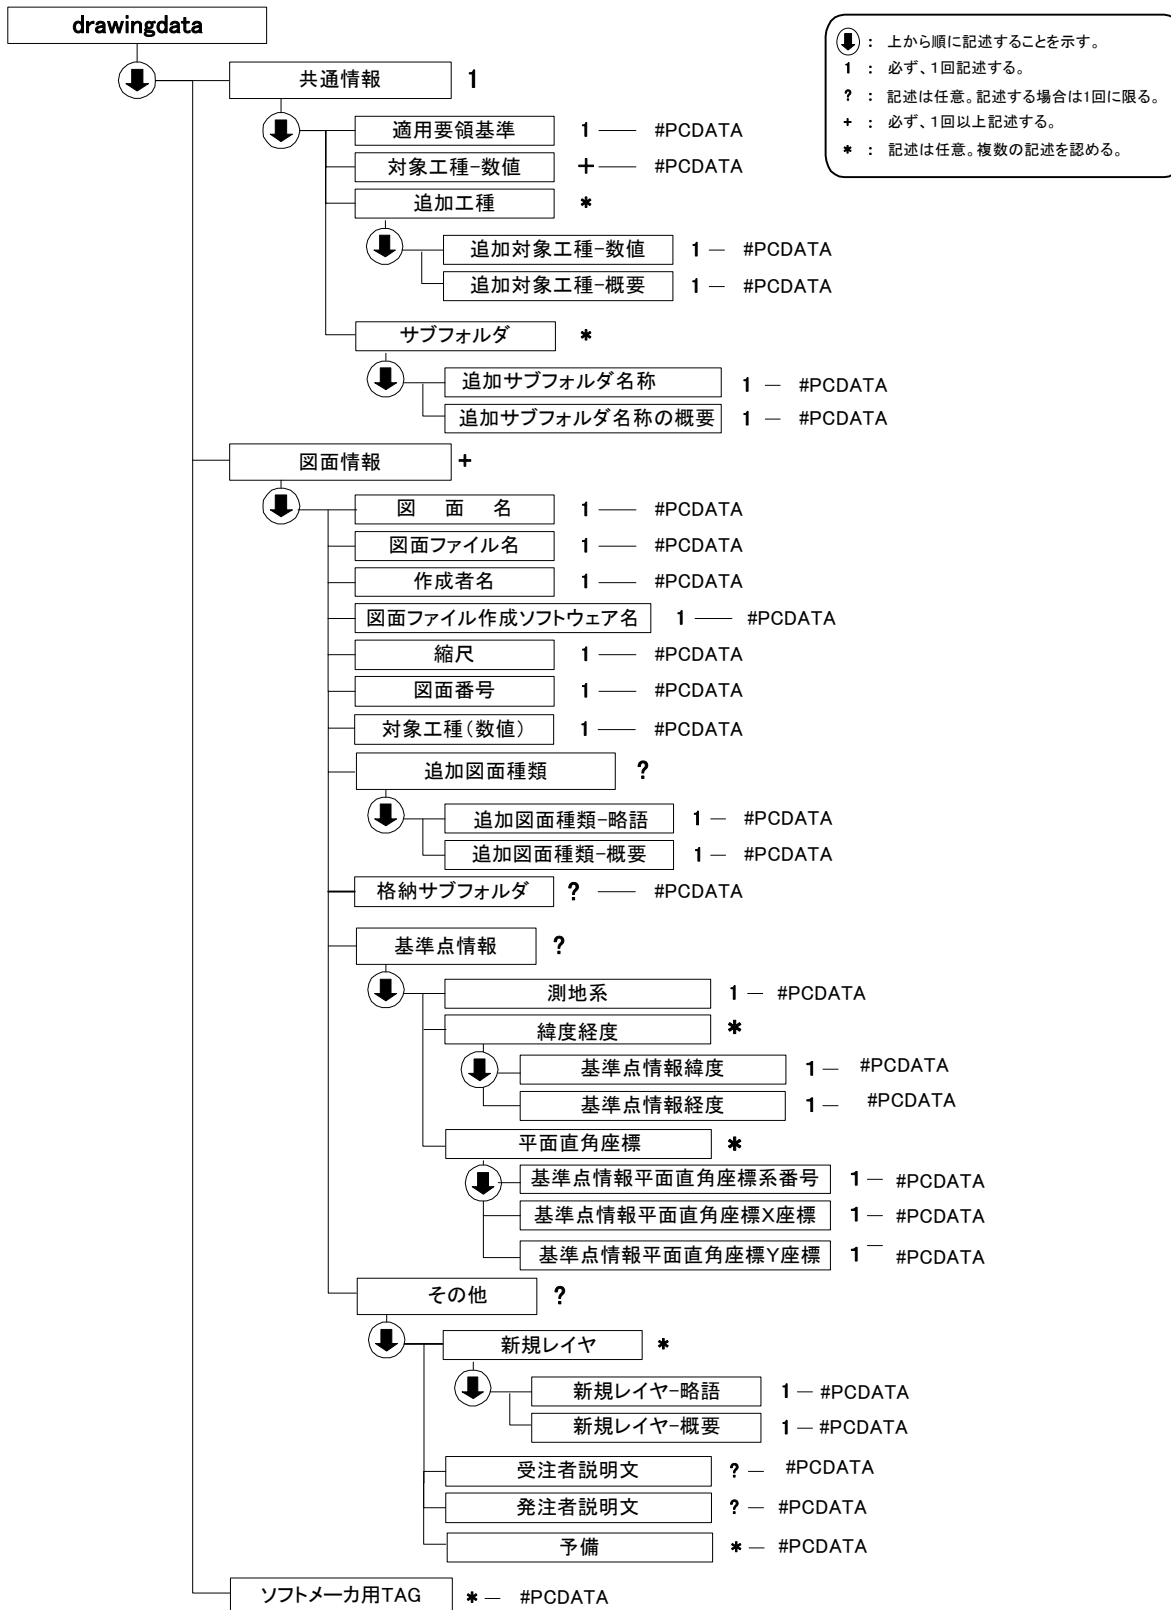 drawingdata
: 上から順に記述することを示す。
1 : 必ず、1回記述する。
? : 記述は任意。記述する場合は1回に限る。
+ : 必ず、1回以上記述する。
* : 記述は任意。複数の記述を認める。
共通情報 1
適用要領基準 1 #PCDATA
対象工種-数値 + #PCDATA
追加工種 *
追加対象工種-数値 1 #PCDATA
追加対象工種-概要 1 #PCDATA
サブフォルダ *
追加サブフォルダ名称 1 #PCDATA
追加サブフォルダ名称の概要 1 #PCDATA
図面情報 +
図 面 名 1 #PCDATA
図面ファイル名 1 #PCDATA
作成者名 1 #PCDATA
図面ファイル作成ソフトウェア名 1 #PCDATA
縮尺 1 #PCDATA
図面番号 1 #PCDATA
対象工種(数値) 1 #PCDATA
追加図面種類 ?
追加図面種類-略語 1 #PCDATA
追加図面種類-概要 1 #PCDATA
格納サブフォルダ ? #PCDATA
基準点情報 ?
測地系 1 #PCDATA
緯度経度 *
基準点情報緯度 1 #PCDATA
基準点情報経度 1 #PCDATA
平面直角座標 *
基準点情報平面直角座標系番号 1 #PCDATA
基準点情報平面直角座標X座標 1 #PCDATA
基準点情報平面直角座標Y座標 1 #PCDATA
その他 ?
新規レイヤ *
新規レイヤ-略語 1 #PCDATA
新規レイヤ-概要 1 #PCDATA
受注者説明文 ? #PCDATA
発注者説明文 ? #PCDATA
予備 * #PCDATA
ソフトメーカ用TAG * #PCDATA